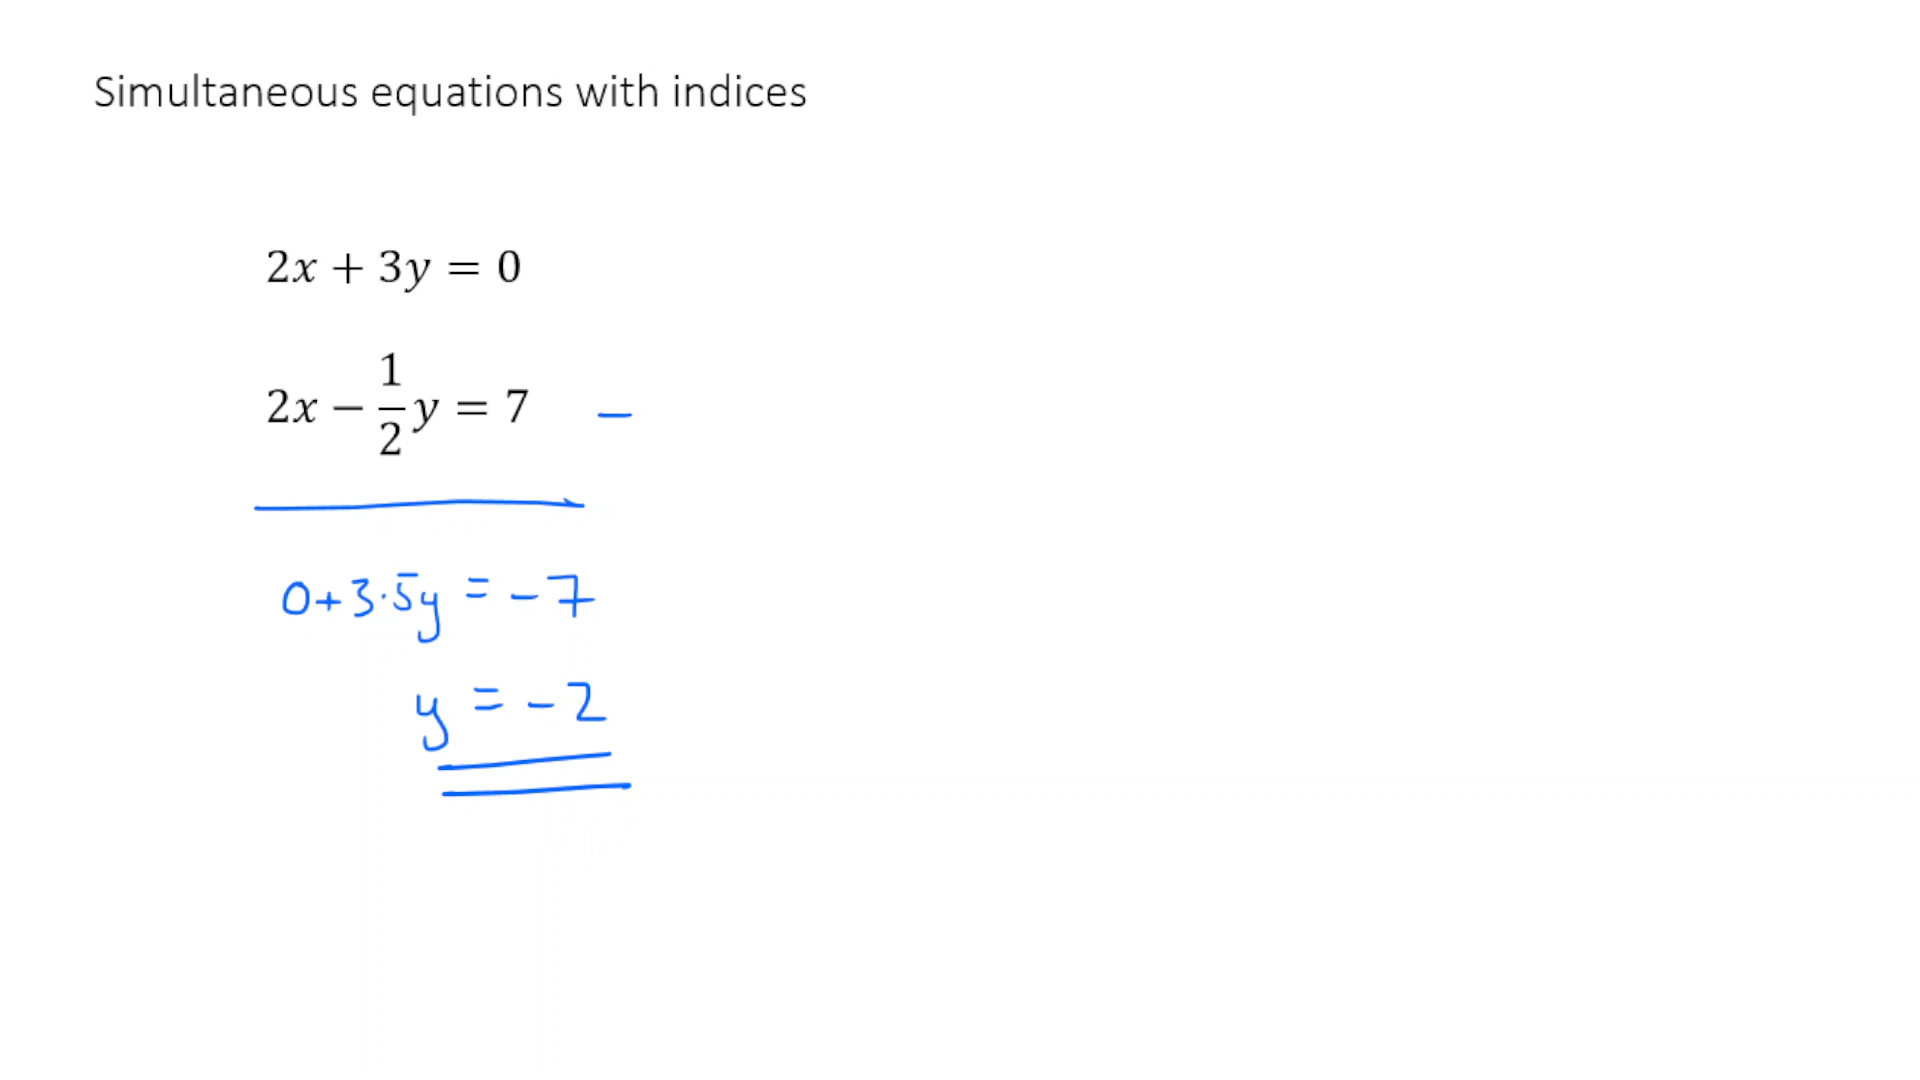 Simultaneous equations with indices
2x + 3y = 0
2x − 1/2 y = 7 −
0+3·5y = −7
y = −2